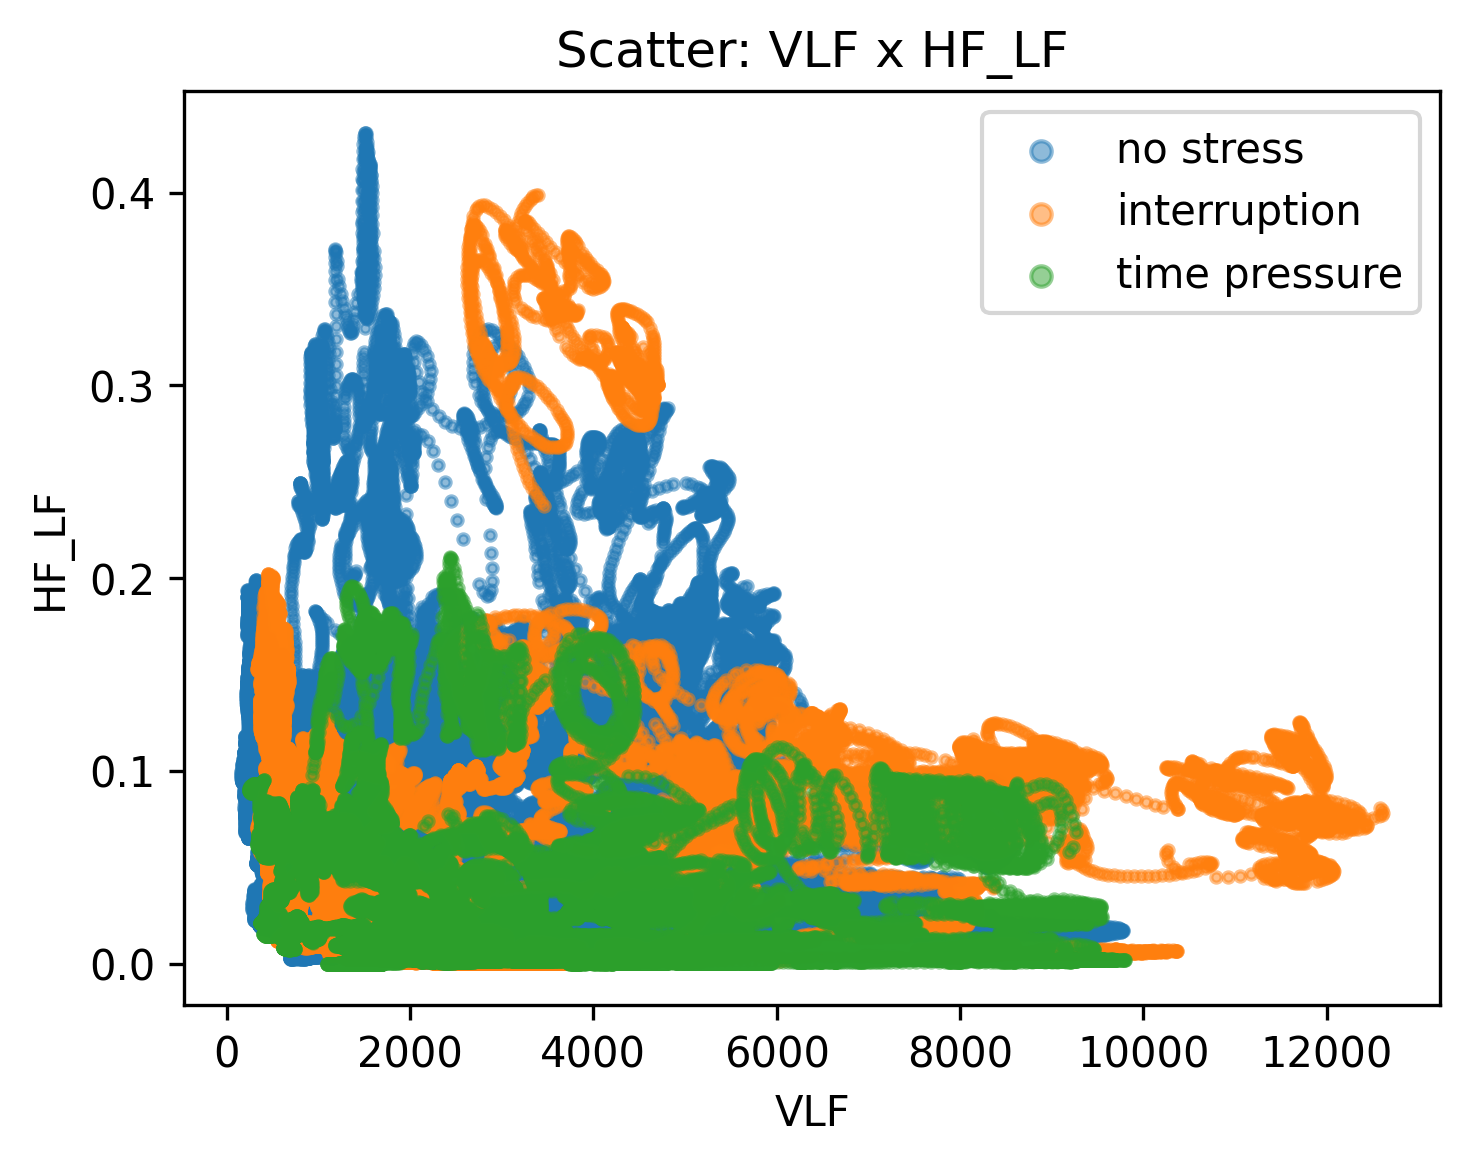 Scatter: VLF x HF_LF
no stress
interruption
time pressure
HF_LF
0.4
0.3
0.2
0.1
0.0
0 2000 4000 6000 8000 10000 12000
VLF